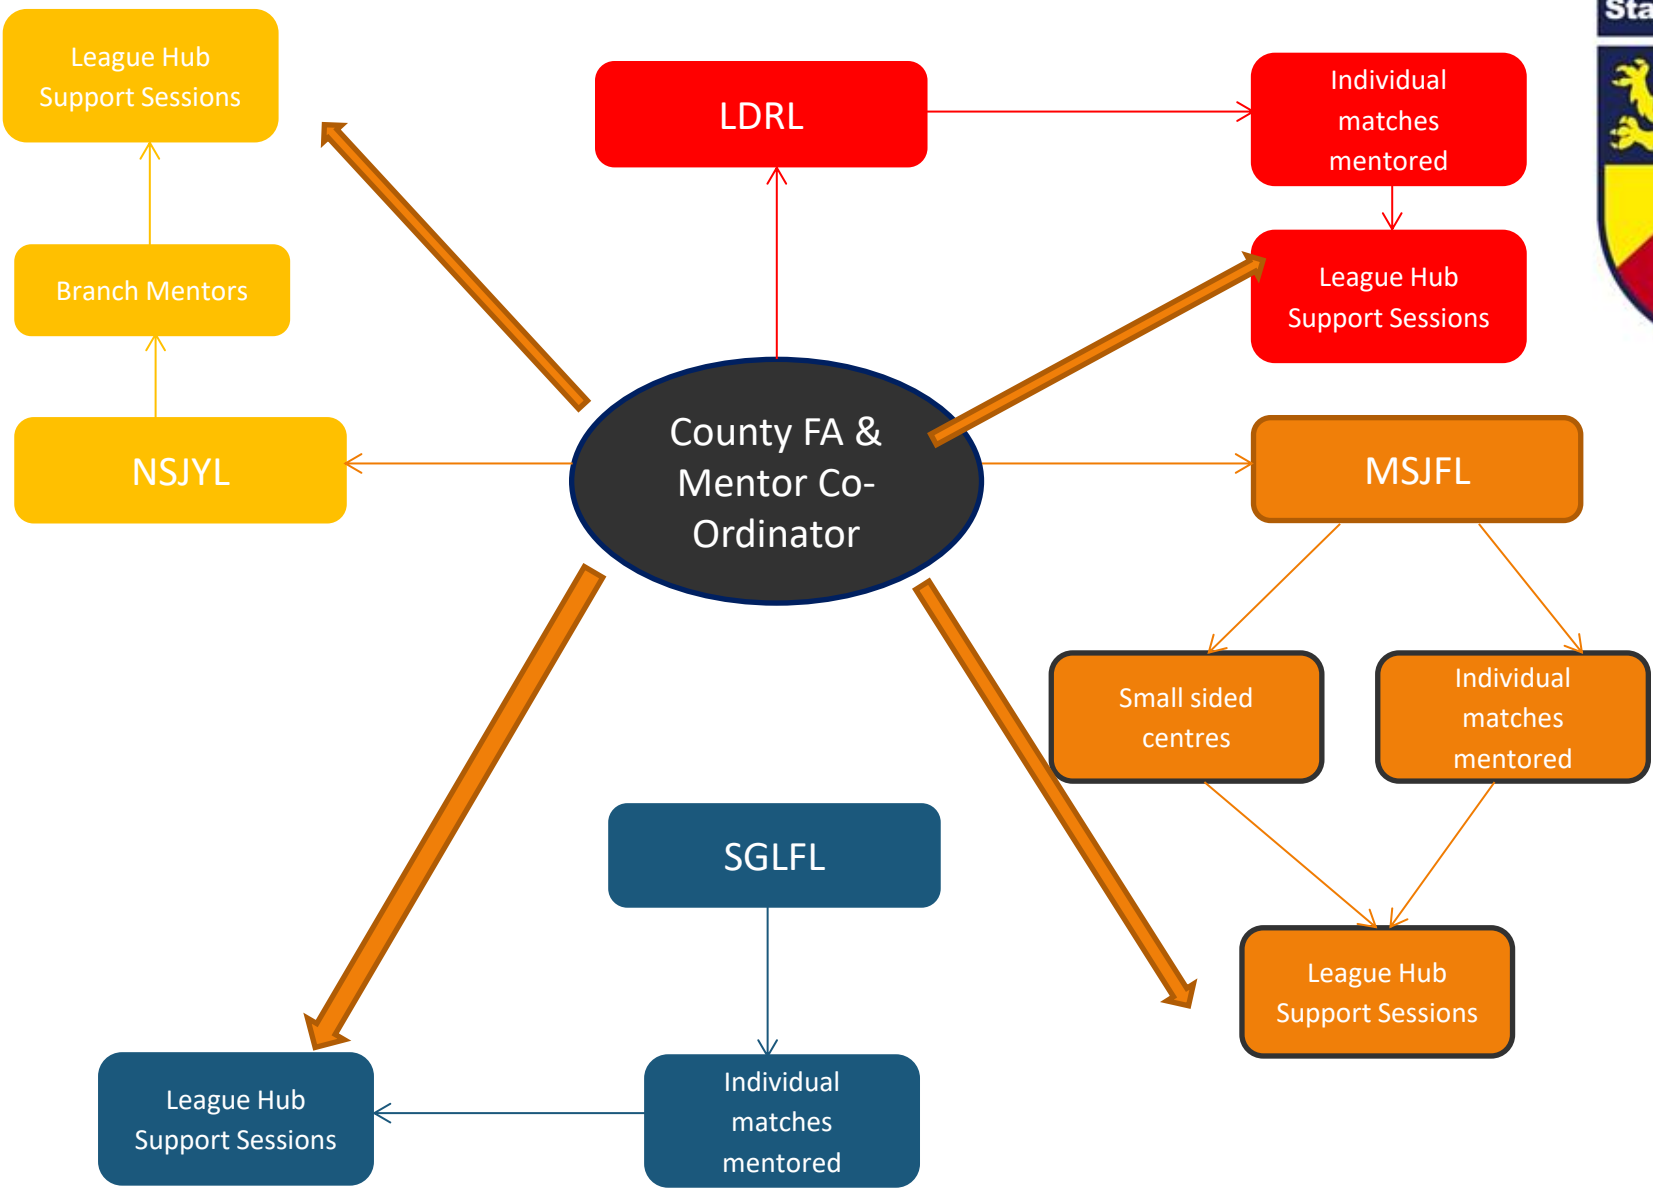 Sta
League Hub
Support Sessions
LDRL
Individual
matches
mentored
Branch Mentors
League Hub
Support Sessions
NSJYL
County FA &
Mentor Co-
Ordinator
MSJFL
Small sided
centres
Individual
matches
mentored
SGLFL
League Hub
Support Sessions
League Hub
Support Sessions
Individual
matches
mentored